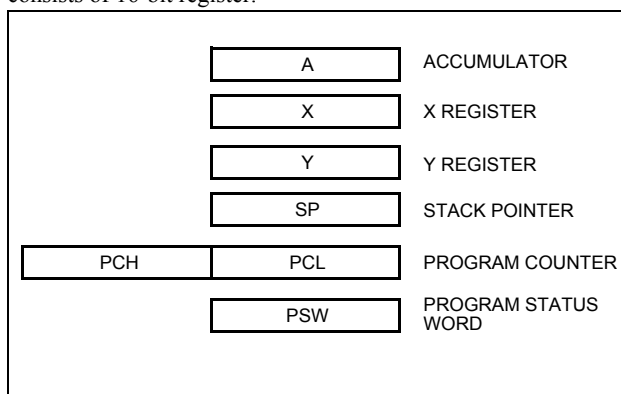 consists of 16-bit register.
A ACCUMULATOR
X X REGISTER
Y Y REGISTER
SP STACK POINTER
PCH PCL PROGRAM COUNTER
PSW PROGRAM STATUS
WORD